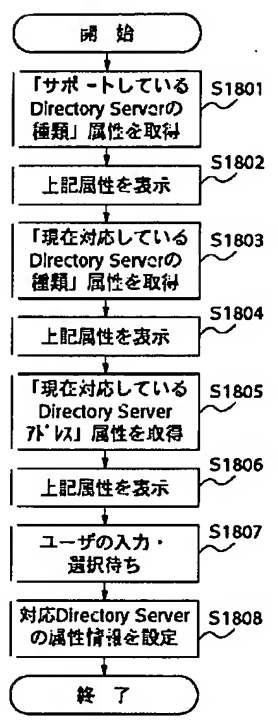 開始
「サポートしている
Directory Serverの
種類」属性を取得
S1801
上記属性を表示
S1802
「現在対応している
Directory Serverの
種類」属性を取得
S1803
上記属性を表示
S1804
「現在対応している
Directory Server
ｱﾄﾞﾚｽ」属性を取得
S1805
上記属性を表示
S1806
ユーザの入力・
選択待ち
S1807
対応Directory Server
の属性情報を設定
S1808
終了